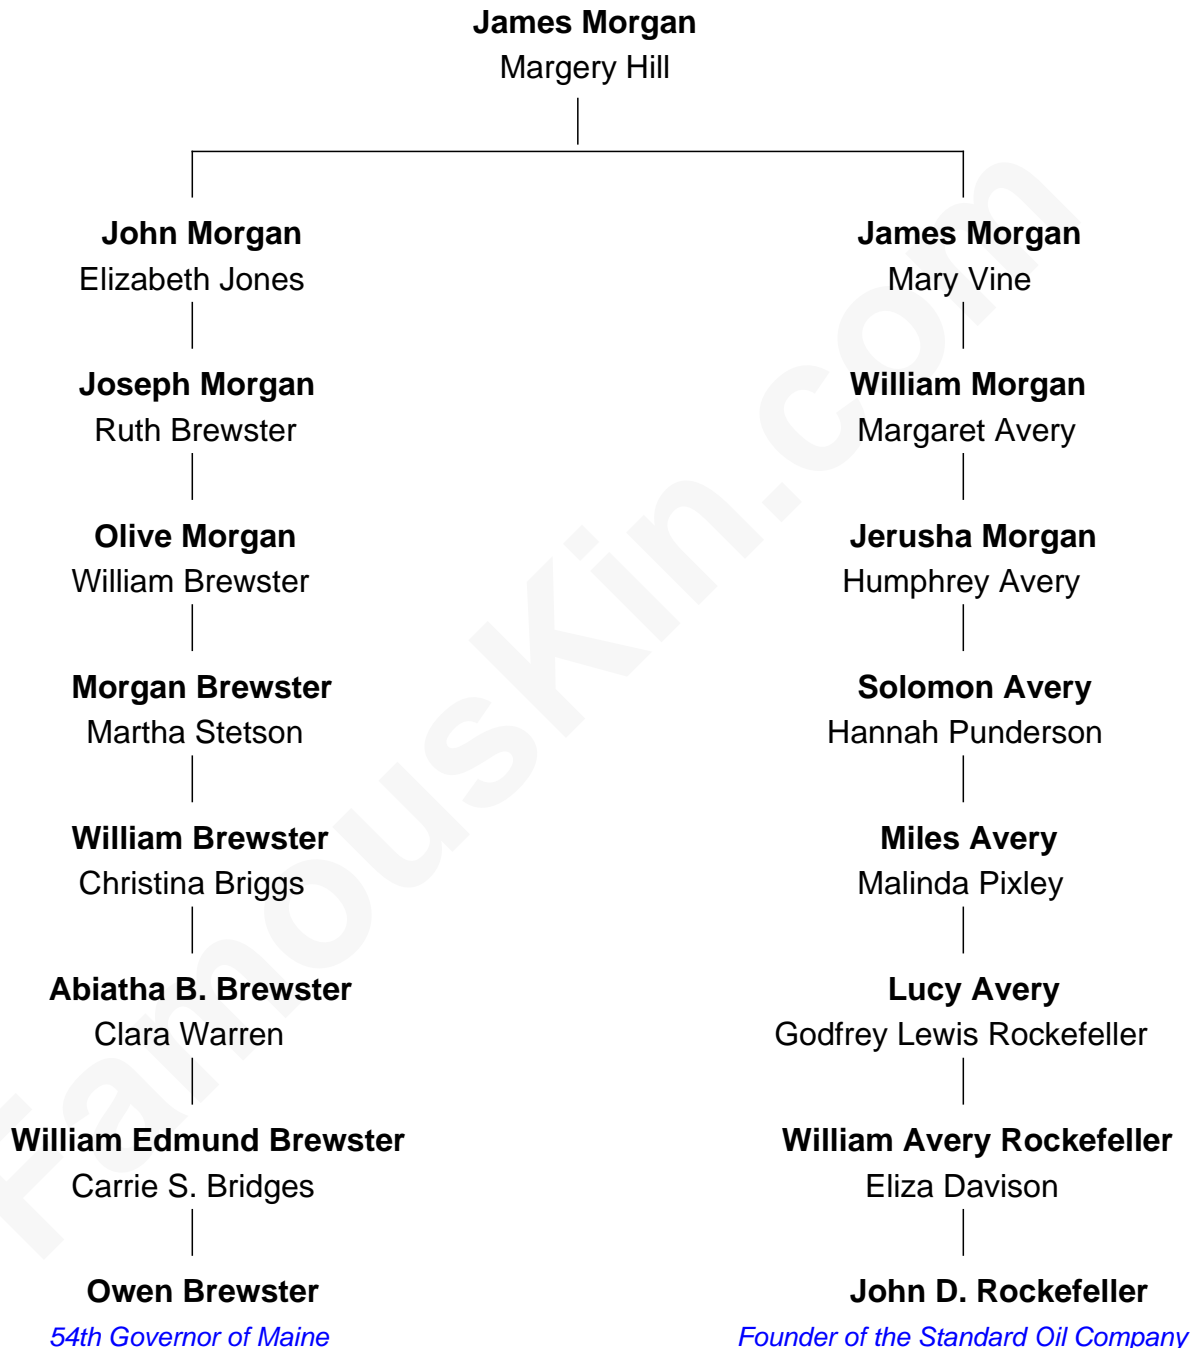 James Morgan
Margery Hill
John Morgan
Elizabeth Jones
Joseph Morgan
Ruth Brewster
Olive Morgan
William Brewster
Morgan Brewster
Martha Stetson
William Brewster
Christina Briggs
Abiatha B. Brewster
Clara Warren
William Edmund Brewster
Carrie S. Bridges
Owen Brewster
54th Governor of Maine
James Morgan
Mary Vine
William Morgan
Margaret Avery
Jerusha Morgan
Humphrey Avery
Solomon Avery
Hannah Punderson
Miles Avery
Malinda Pixley
Lucy Avery
Godfrey Lewis Rockefeller
William Avery Rockefeller
Eliza Davison
John D. Rockefeller
Founder of the Standard Oil Company
FamousKin.com